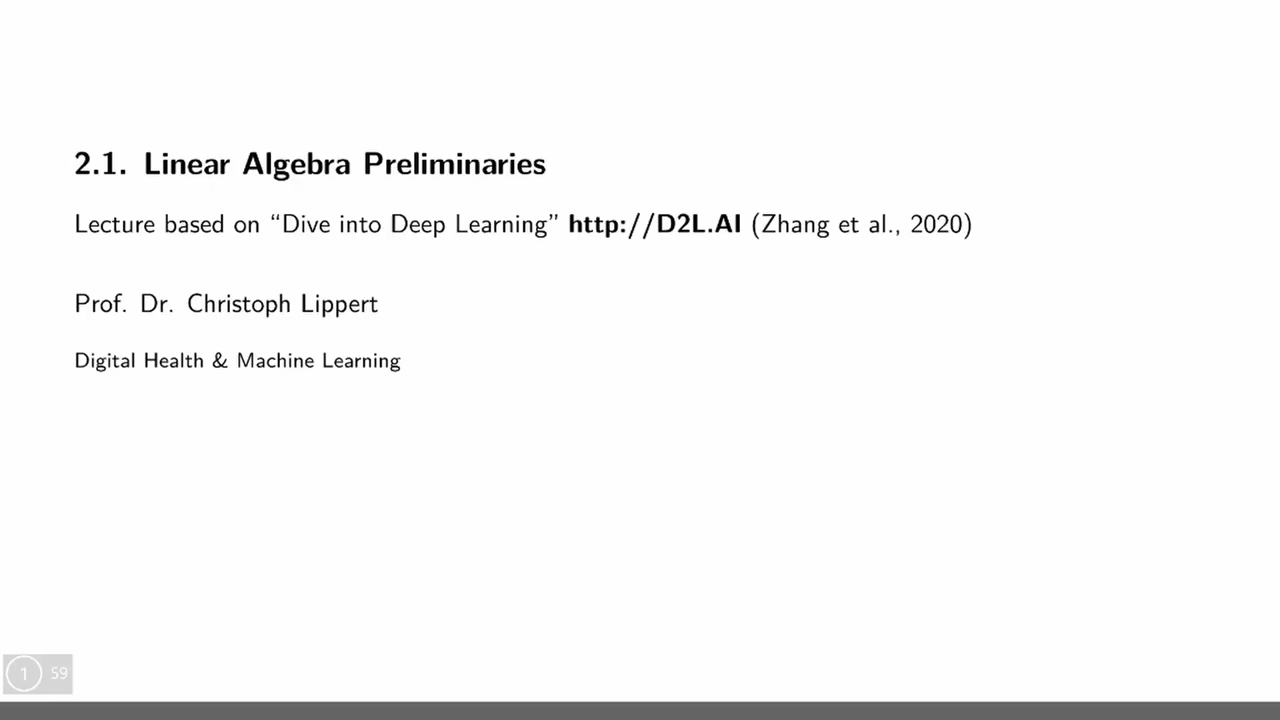 2.1. Linear Algebra Preliminaries
Lecture based on “Dive into Deep Learning” http://D2L.AI (Zhang et al., 2020)
Prof. Dr. Christoph Lippert
Digital Health & Machine Learning
1 59